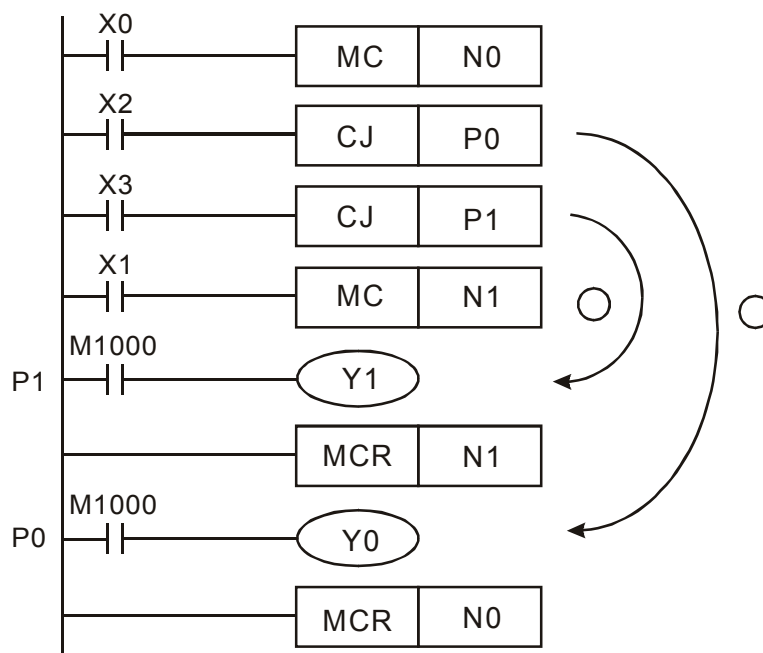 X0
MC N0
X2
CJ P0
X3
CJ P1
X1
MC N1
M1000
P1 Y1
MCR N1
M1000
P0 Y0
MCR N0